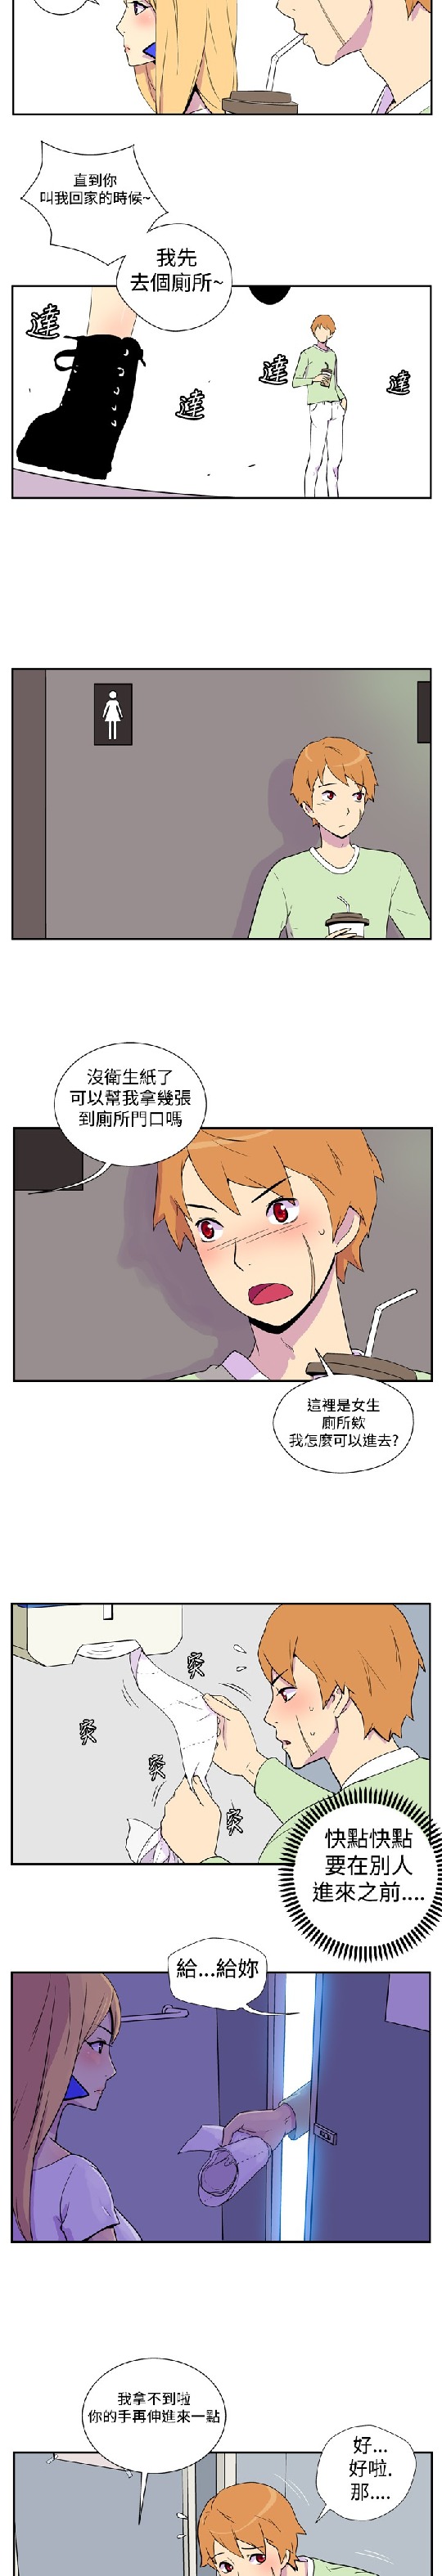 直到你
叫我回家的時候~
我先
去個廁所~
達
達
達
達
沒衛生紙了
可以幫我拿幾張
到廁所門口嗎
這裡是女生
廁所欸
我怎麼可以進去?
快點快點
要在別人
進來之前....
給...給妳
我拿不到啦
你的手再伸進來一點
好...
好啦.
那....